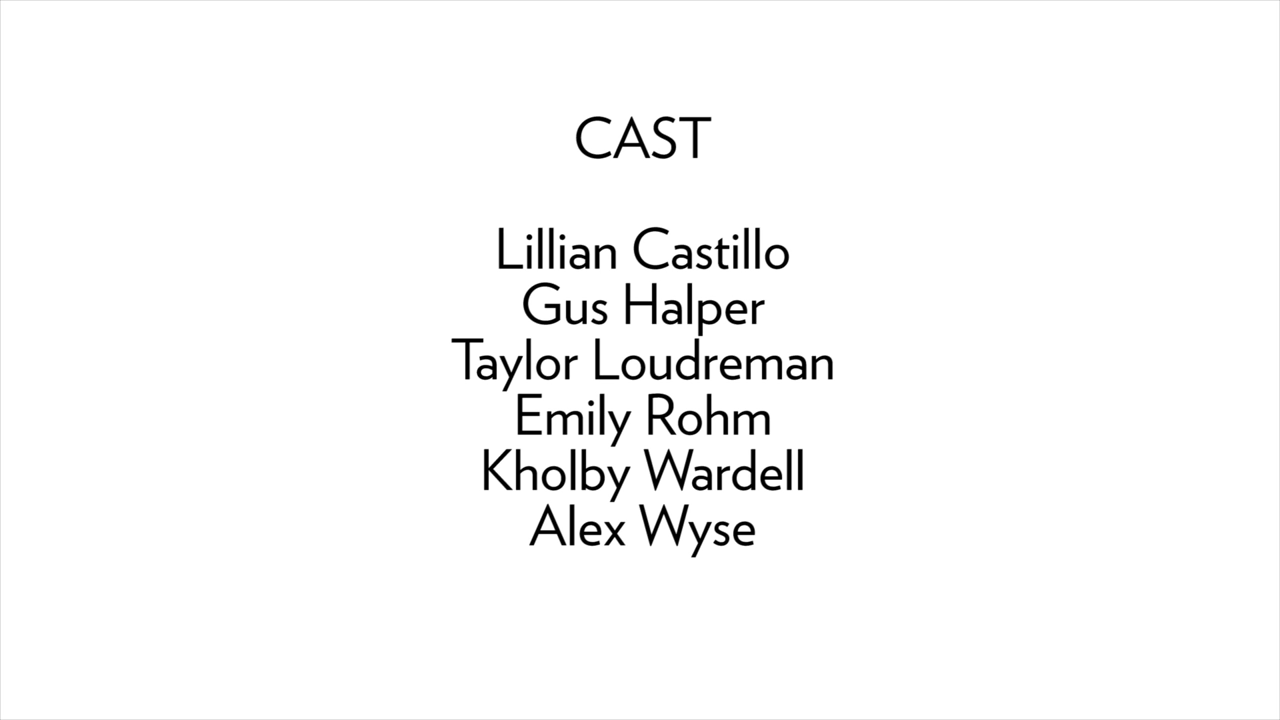 CAST
Lillian Castillo
Gus Halper
Taylor Loudreman
Emily Rohm
Kholby Wardell
Alex Wyse